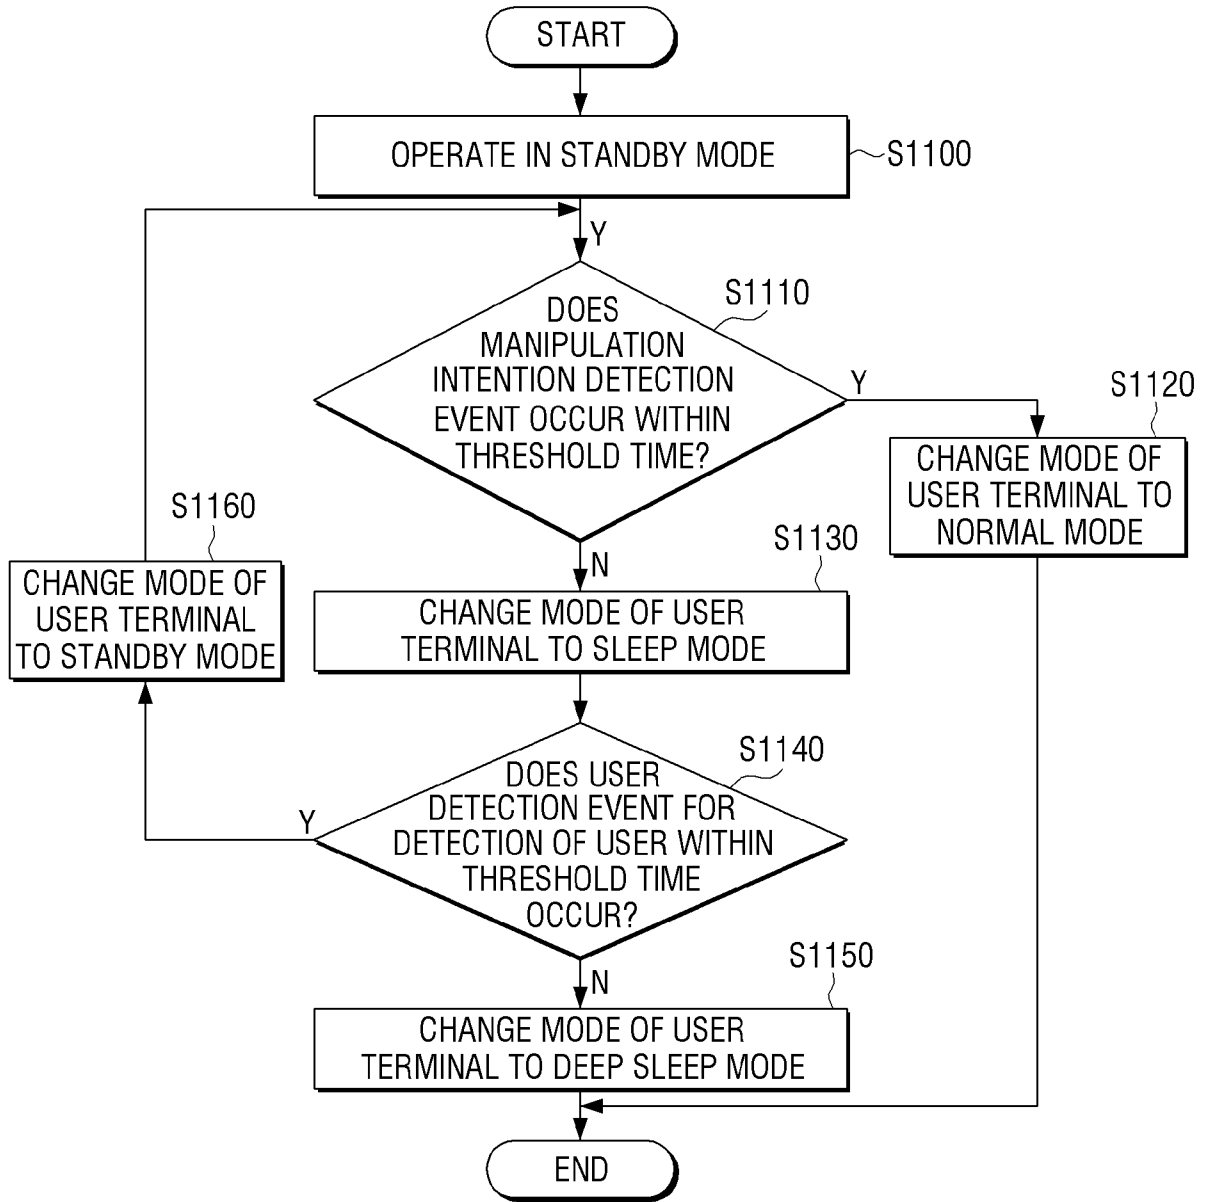 START
OPERATE IN STANDBY MODE
S1100
Y
S1110
DOES
MANIPULATION
INTENTION DETECTION
EVENT OCCUR WITHIN
THRESHOLD TIME?
Y
S1120
CHANGE MODE OF
USER TERMINAL TO
NORMAL MODE
N
S1130
CHANGE MODE OF USER
TERMINAL TO SLEEP MODE
S1160
CHANGE MODE OF
USER TERMINAL
TO STANDBY MODE
S1140
DOES USER
DETECTION EVENT FOR
DETECTION OF USER WITHIN
THRESHOLD TIME
OCCUR?
Y
N
S1150
CHANGE MODE OF USER
TERMINAL TO DEEP SLEEP MODE
END